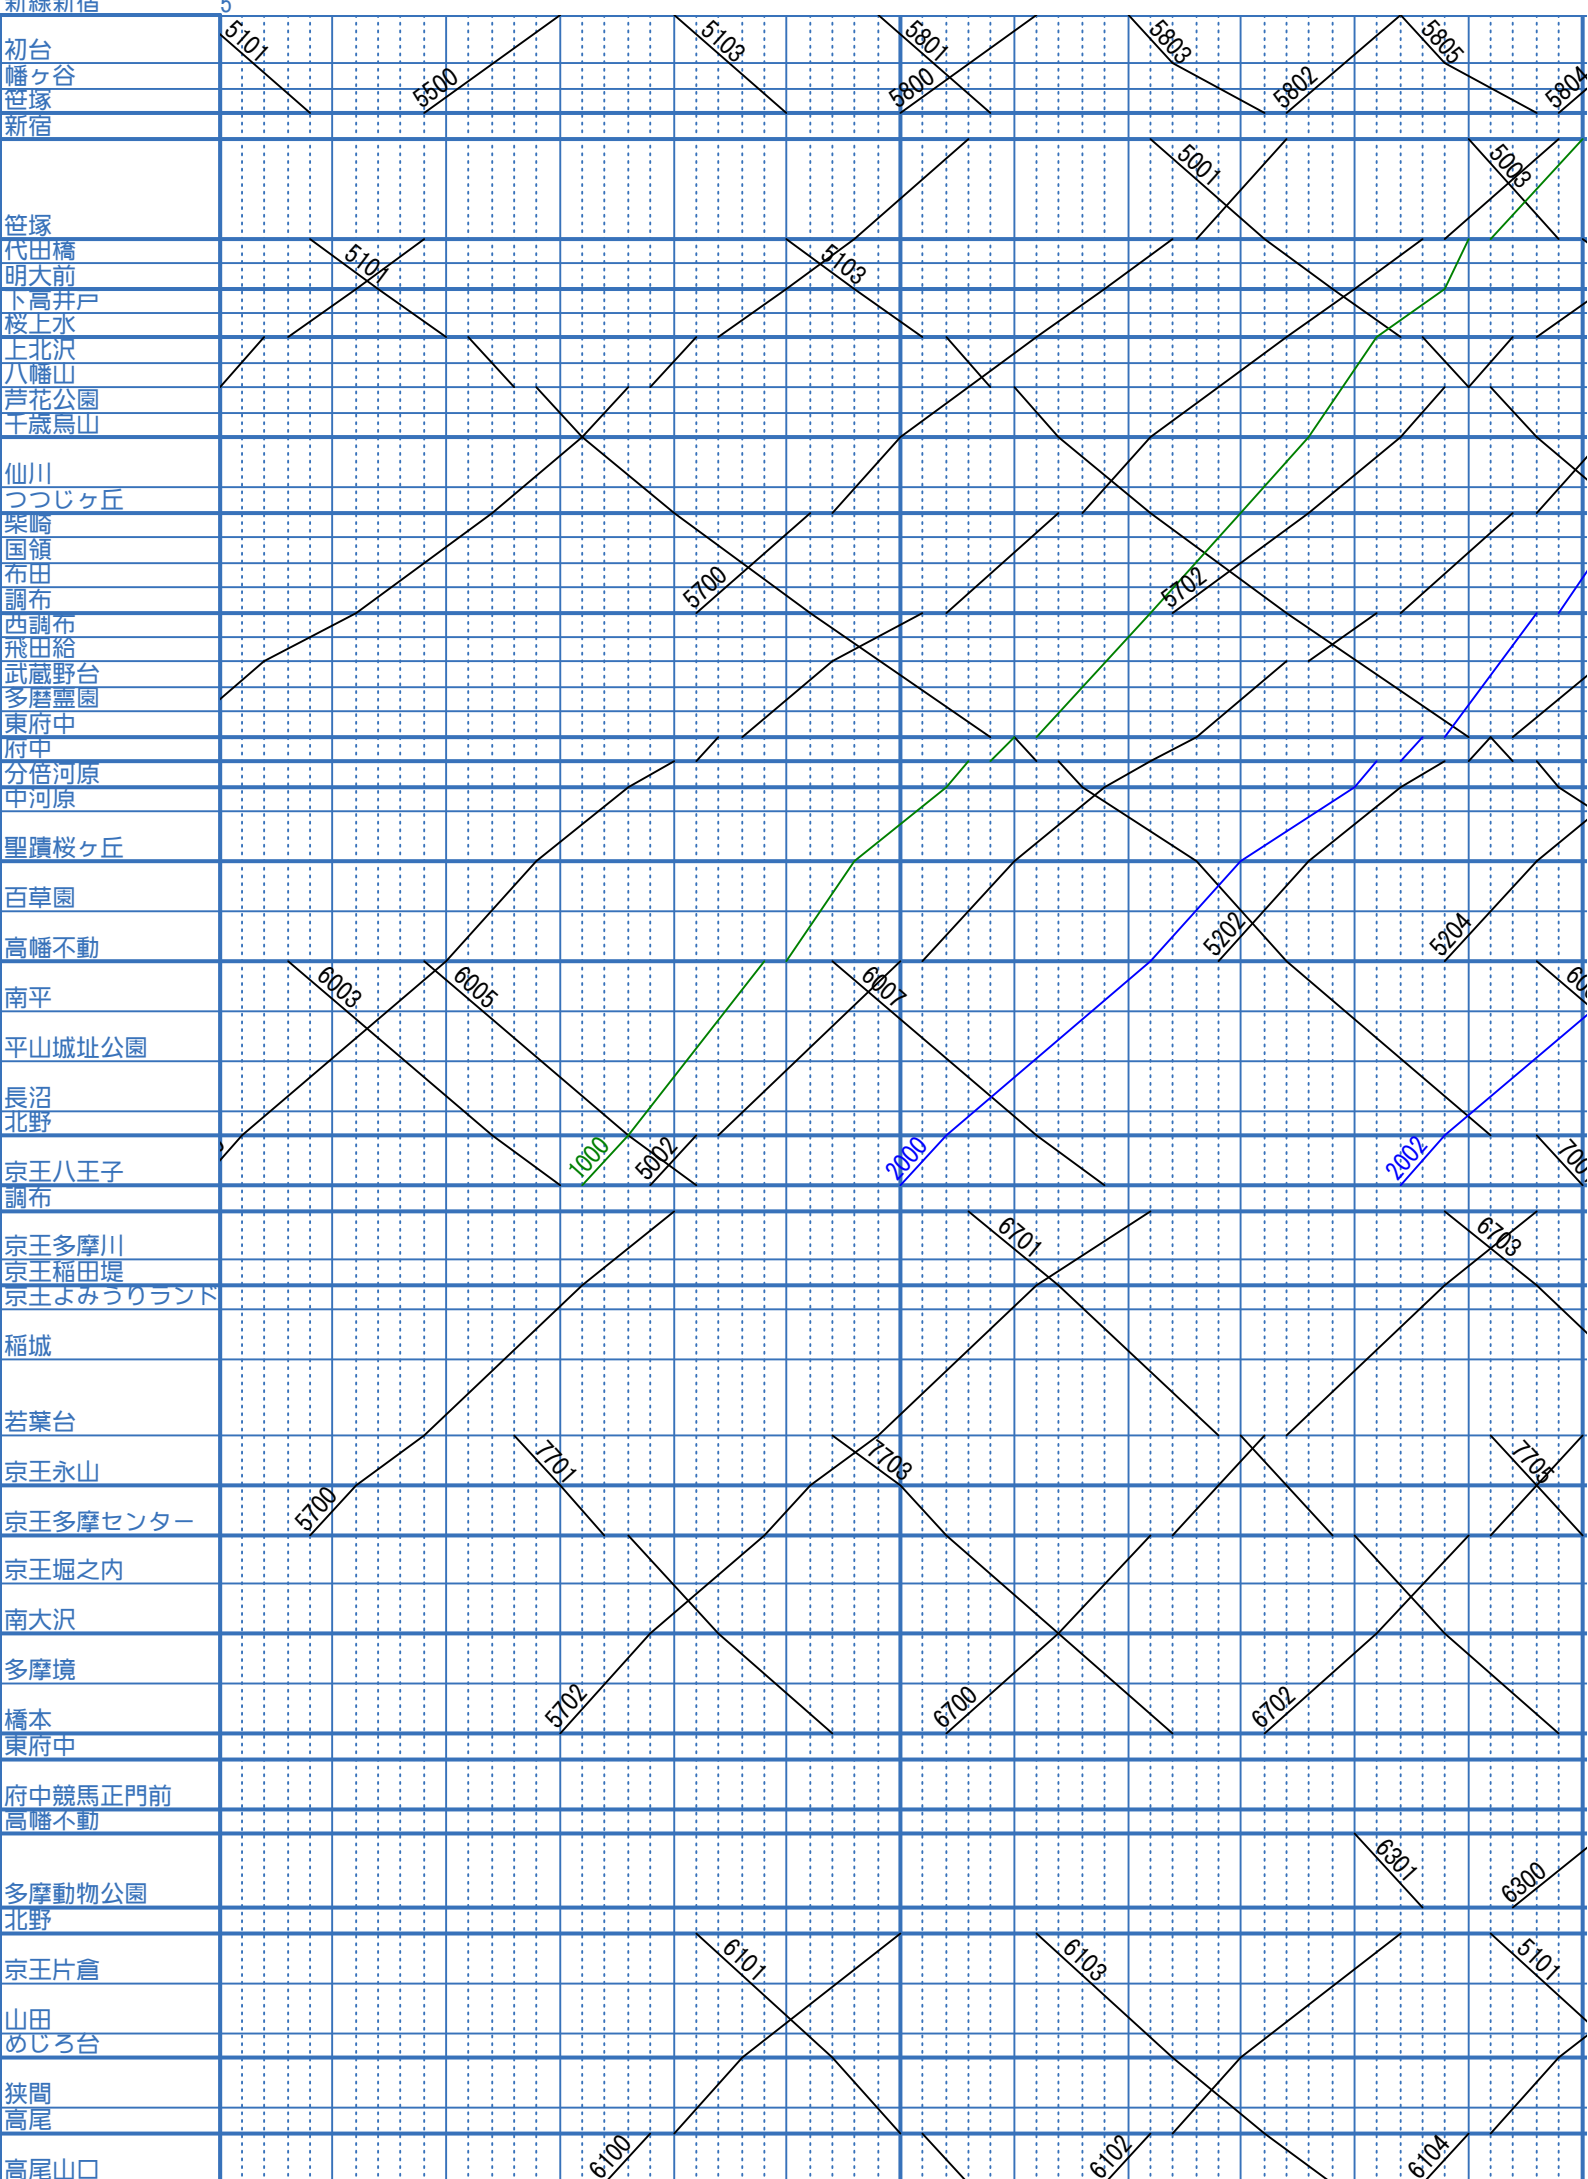 新線新宿 5
初台
幡ヶ谷
笹塚
新宿
笹塚
代田橋
明大前
下高井戸
桜上水
上北沢
八幡山
芦花公園
千歳烏山
仙川
つつじヶ丘
柴崎
国領
布田
調布
西調布
飛田給
武蔵野台
多磨霊園
東府中
府中
分倍河原
中河原
聖蹟桜ヶ丘
百草園
高幡不動
南平
平山城址公園
長沼
北野
京王八王子
調布
京王多摩川
京王稲田堤
京王よみうりランド
稲城
若葉台
京王永山
京王多摩センター
京王堀之内
南大沢
多摩境
橋本
東府中
府中競馬正門前
高幡不動
多摩動物公園
北野
京王片倉
山田
めじろ台
狭間
高尾
高尾山口
5101
5500
5103
5801
5800
5803
5802
5805
5804
5101
5103
5001
5003
5700
5702
5202
5204
6003
6005
6007
1000
5002
2000
2002
6701
6703
5700
7701
7703
7705
5702
6700
6702
6301
6300
6101
6103
5101
6100
6102
6104